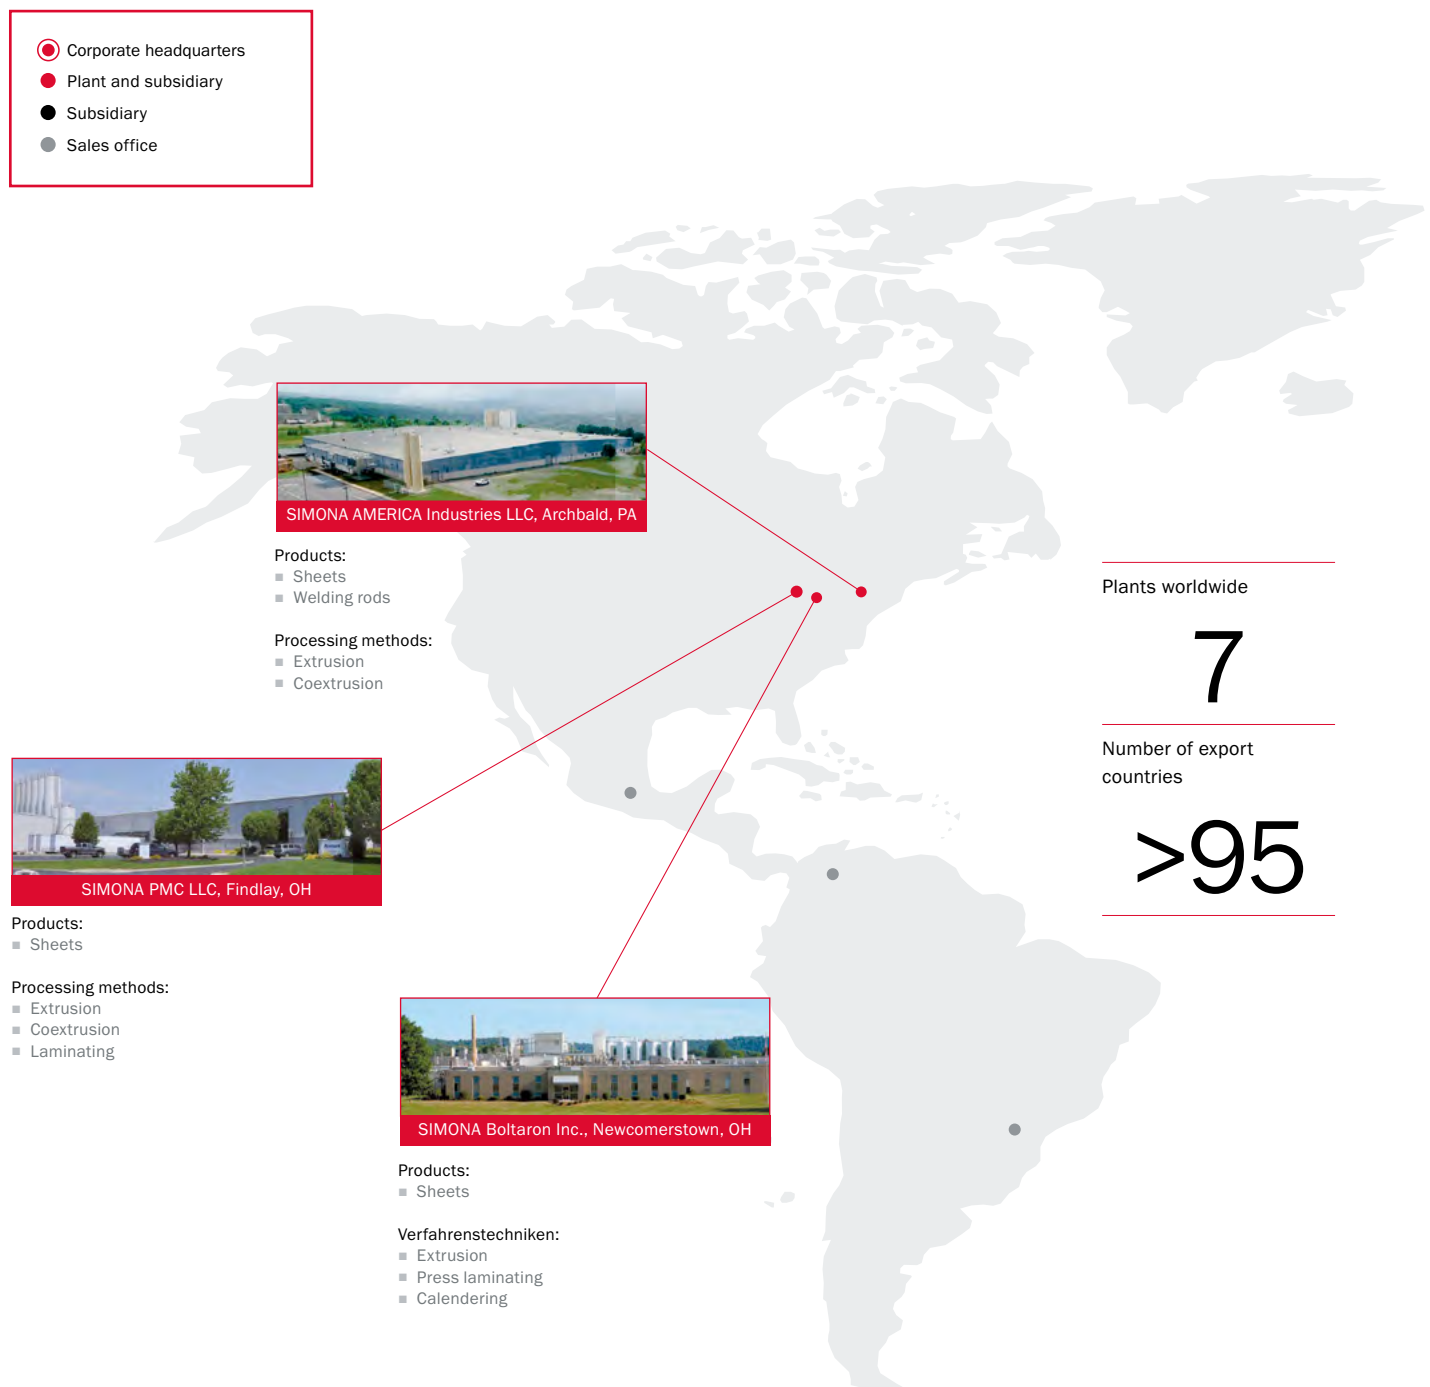 Corporate headquarters
Plant and subsidiary
Subsidiary
Sales office
SIMONA AMERICA Industries LLC, Archbald, PA
Products:
Sheets
Welding rods
Processing methods:
Extrusion
Coextrusion
Plants worldwide
7
Number of export
countries
>95
SIMONA PMC LLC, Findlay, OH
Products:
Sheets
Processing methods:
Extrusion
Coextrusion
Laminating
SIMONA Boltaron Inc., Newcomerstown, OH
Products:
Sheets
Verfahrenstechniken:
Extrusion
Press laminating
Calendering